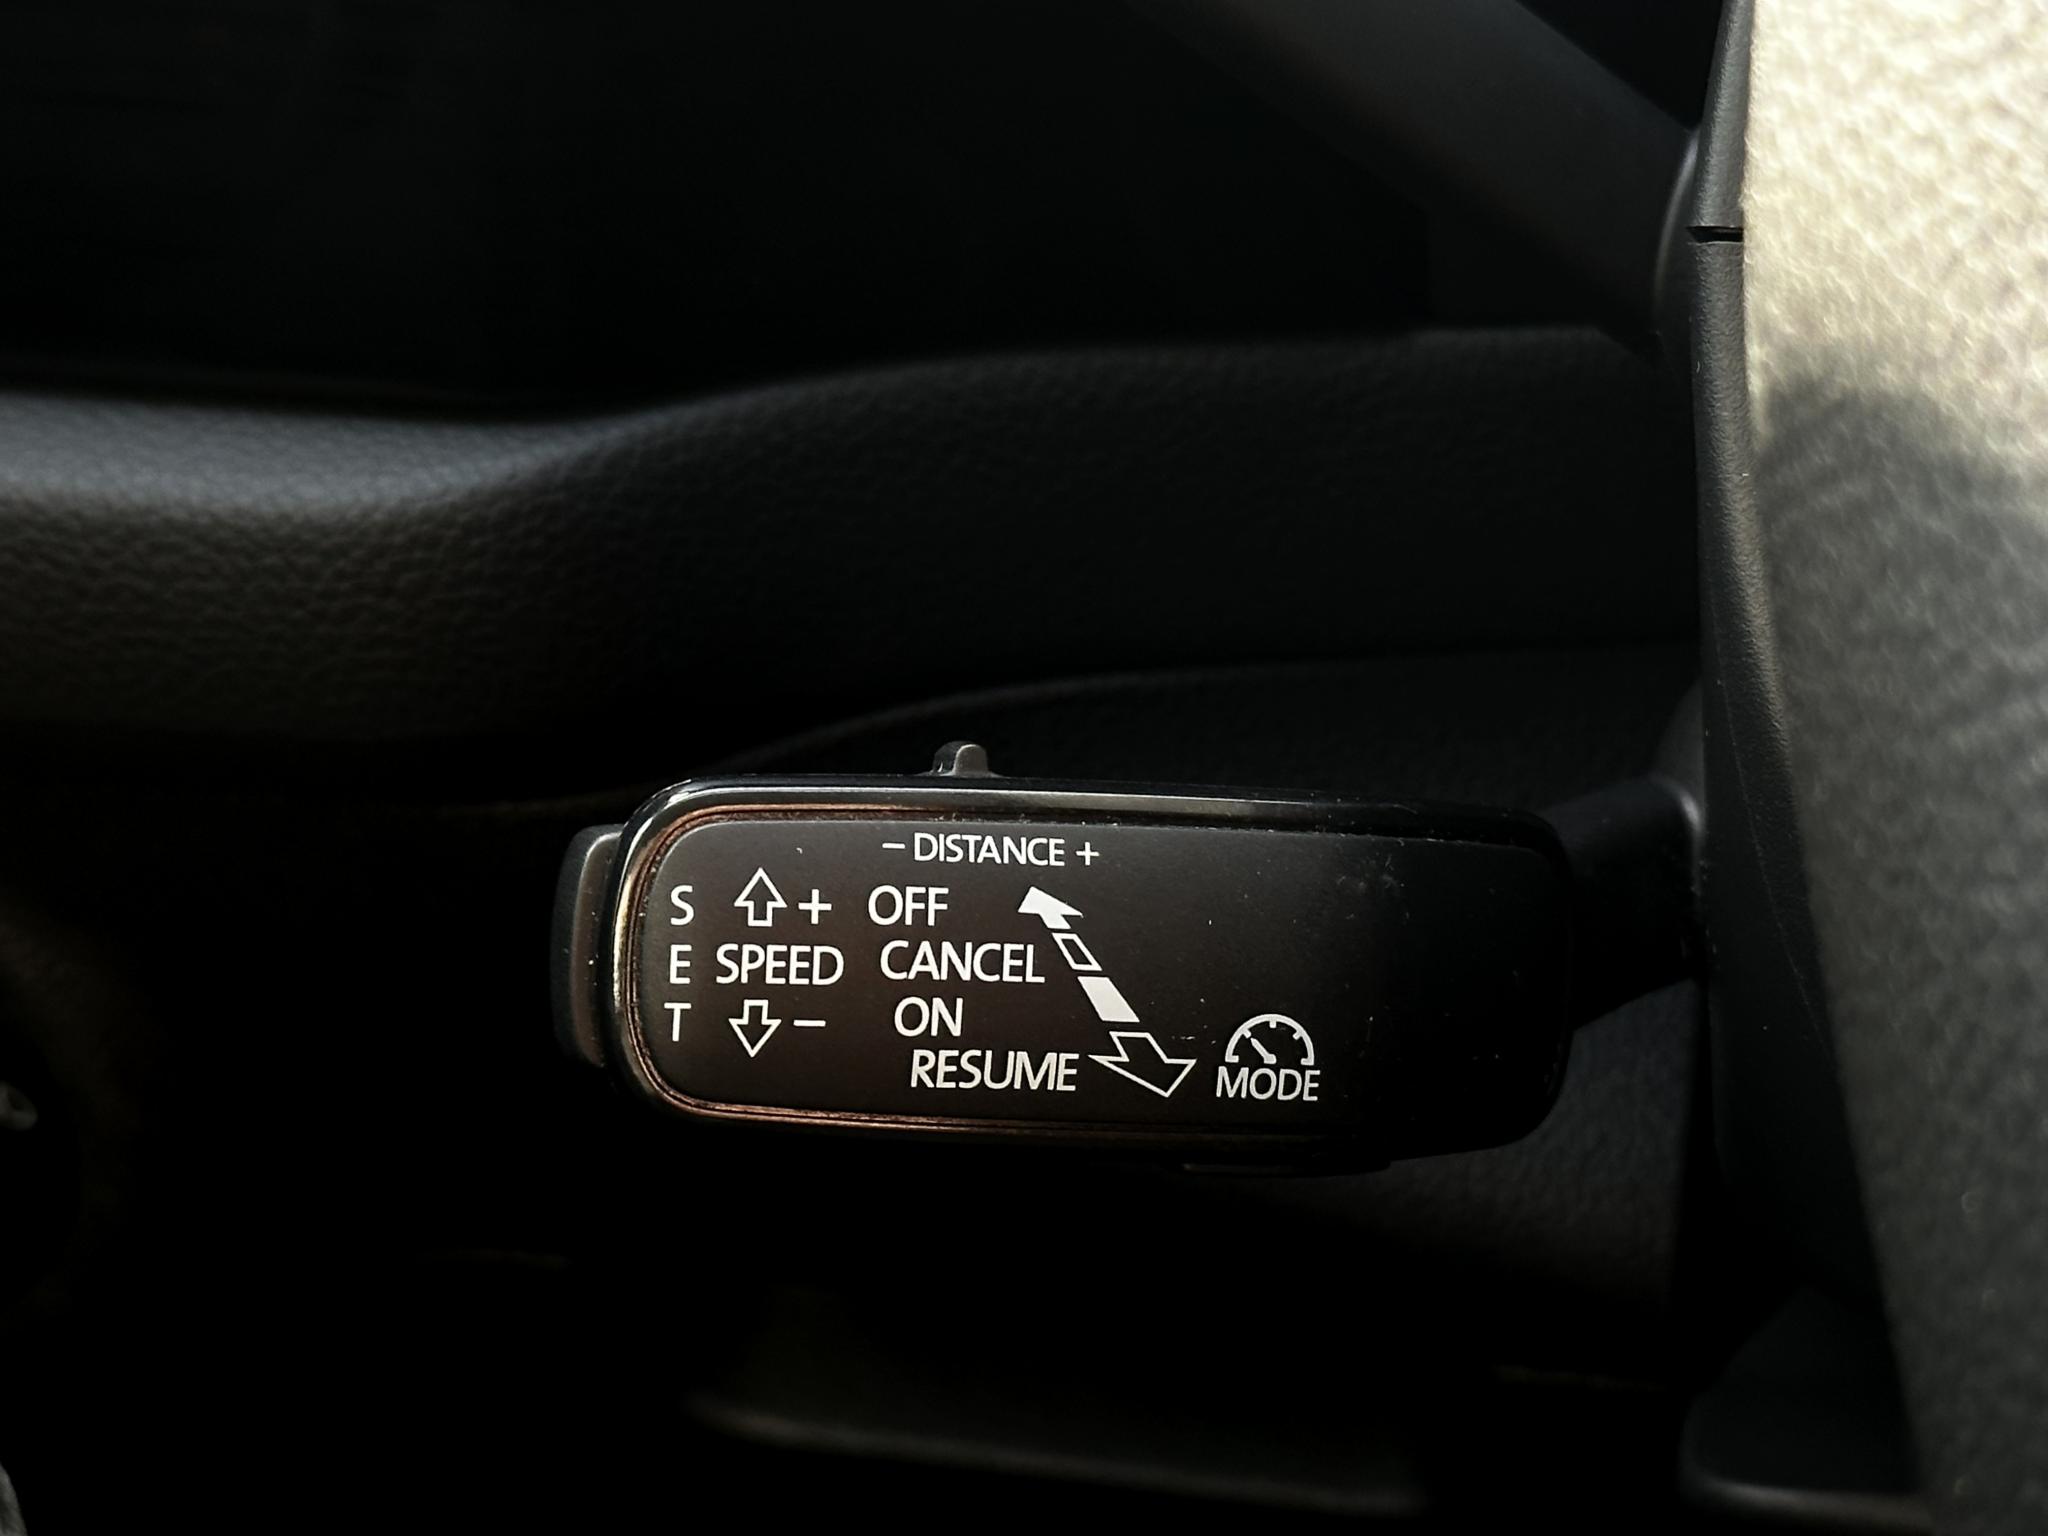 - DISTANCE +
S + OFF
E SPEED CANCEL
T - ON
RESUME
MODE